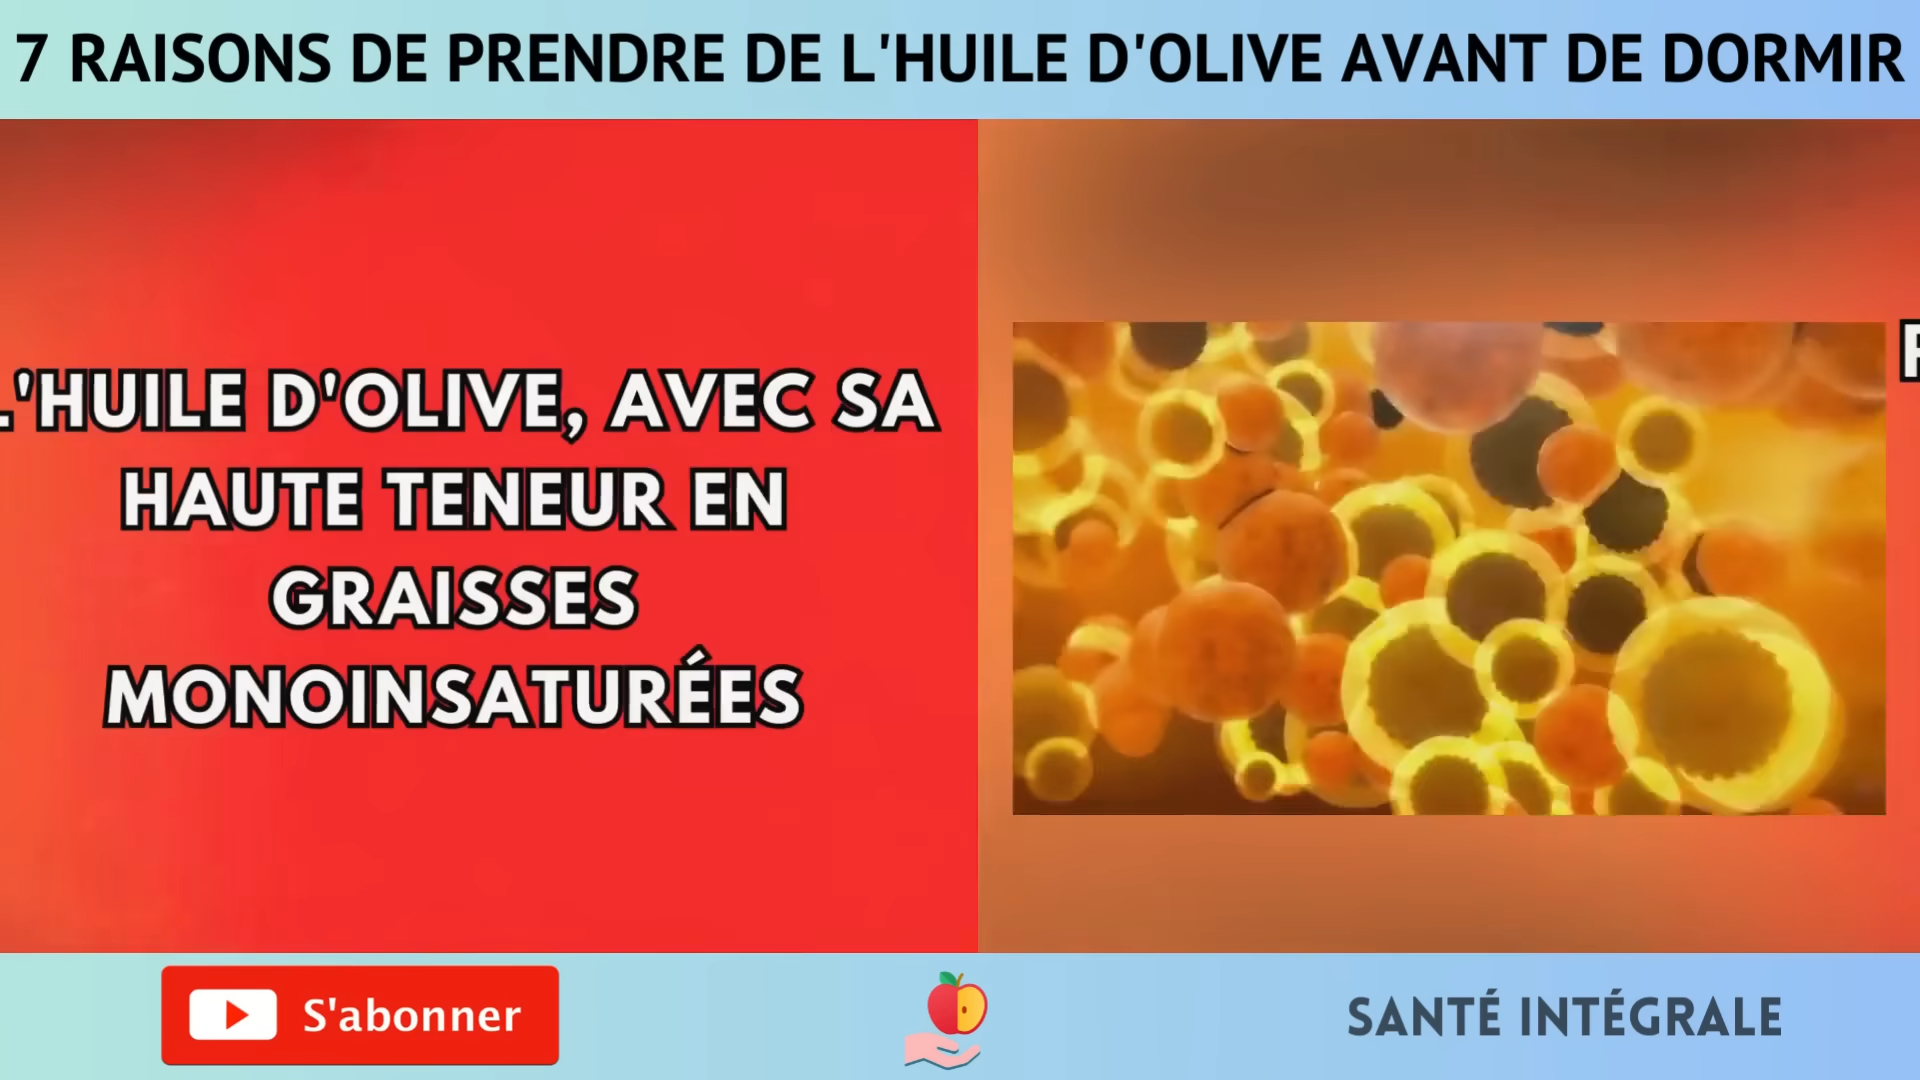 7 RAISONS DE PRENDRE DE L'HUILE D'OLIVE AVANT DE DORMIR
L'HUILE D'OLIVE, AVEC SA
HAUTE TENEUR EN
GRAISSES
MONOINSATURÉES
S'abonner
SANTÉ INTÉGRALE